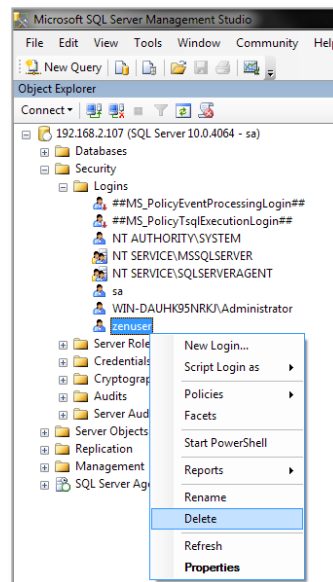 Microsoft SQL Server Management Studio
File Edit View Tools Window Community Help
New Query
Object Explorer
Connect
192.168.2.107 (SQL Server 10.0.4064 - sa)
Databases
Security
Logins
##MS_PolicyEventProcessingLogin##
##MS_PolicyTsqlExecutionLogin##
NT AUTHORITY\SYSTEM
NT SERVICE\MSSQLSERVER
NT SERVICE\SQLSERVERAGENT
sa
WIN-DAUHK95NRKJ\Administrator
zenuser
Server Role
Credentials
Cryptograp
Audits
Server Aud
Server Objects
Replication
Management
SQL Server Age
New Login...
Script Login as
Policies
Facets
Start PowerShell
Reports
Rename
Delete
Refresh
Properties